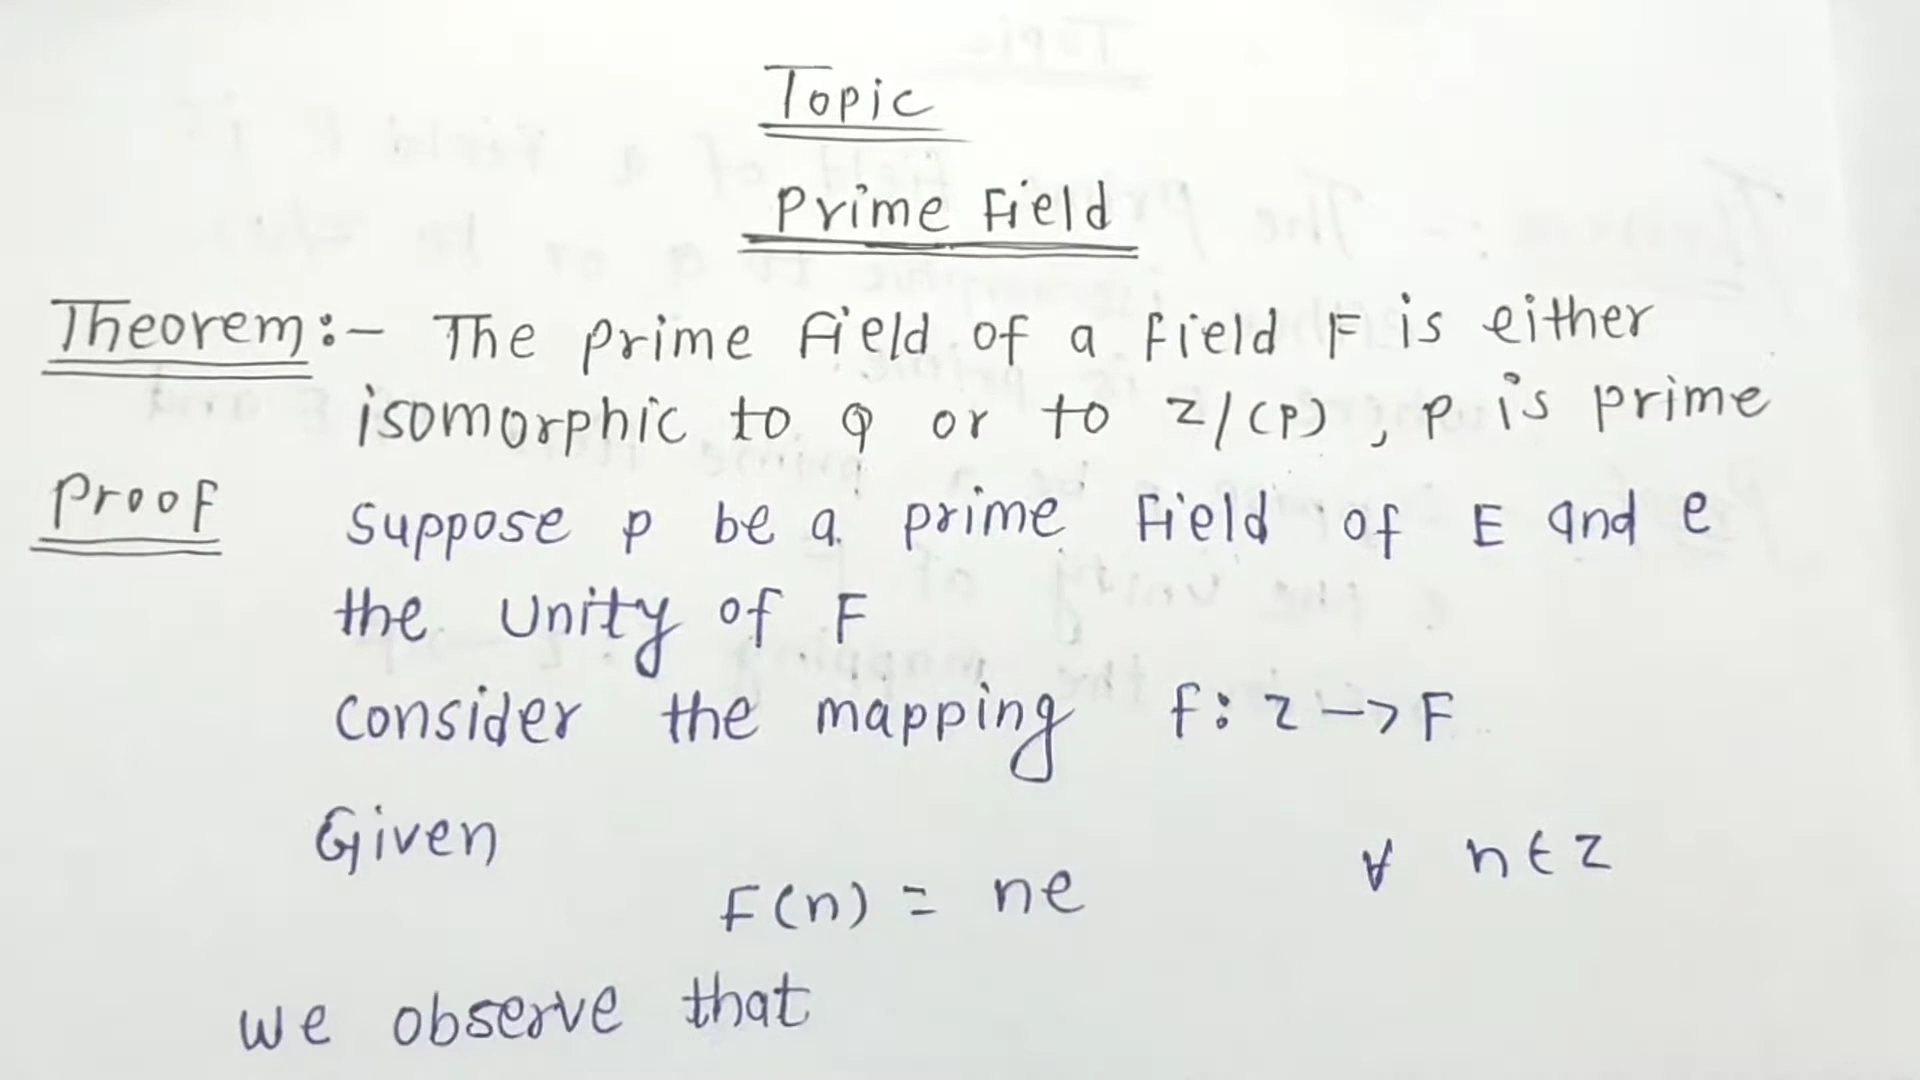 Topic
Prime Field
Theorem:- The prime field of a field F is either
isomorphic to Q or to Z/(P), P is prime
Proof
Suppose p be a prime Field of E and e
the Unity of F
Consider the mapping f: Z -> F
Given
F(n) = ne ∀ n ∈ Z
we observe that